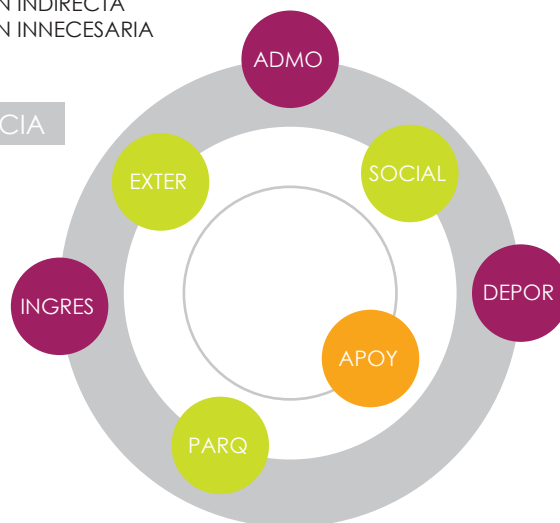 N INDIRECTA
N INNECESARIA
ADMO
CIA
SOCIAL
EXTER
DEPOR
INGRES
APOY
PARQ